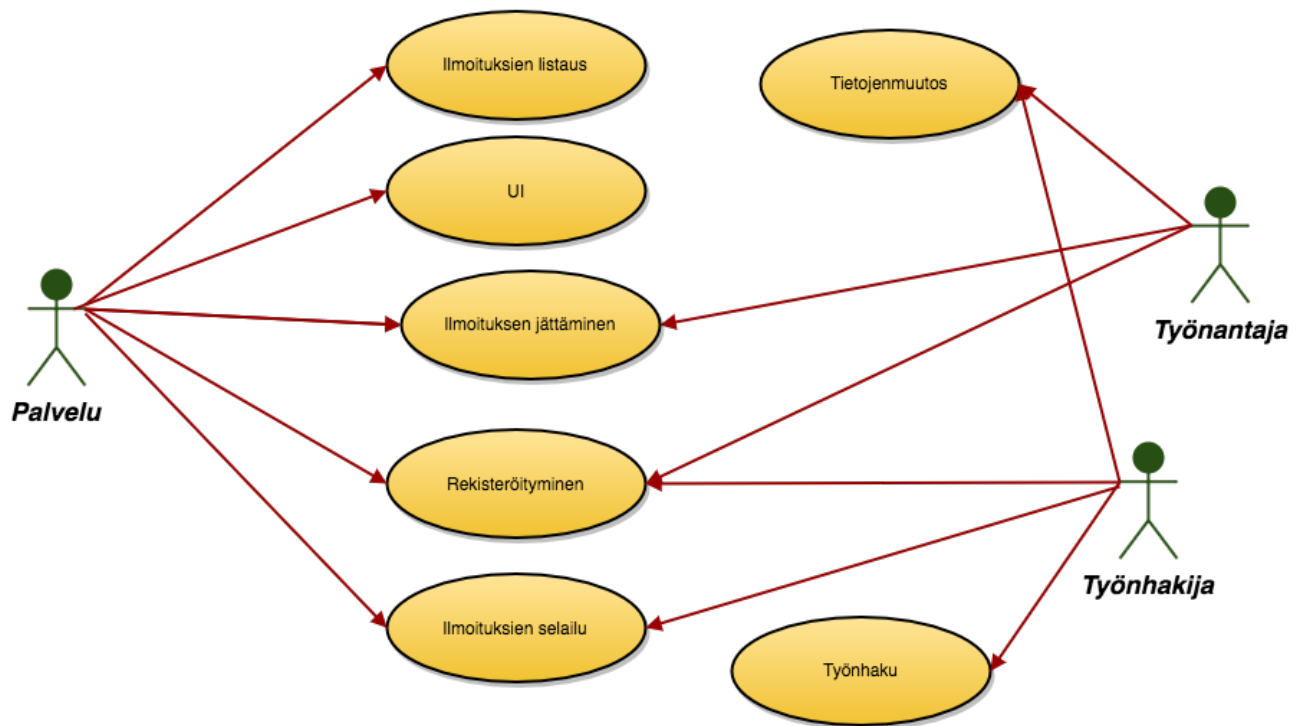 Ilmoituksien listaus
Tietojenmuutos
UI
Ilmoituksen jättäminen
Työnantaja
Palvelu
Rekisteröityminen
Työnhakija
Ilmoituksien selailu
Työnhaku